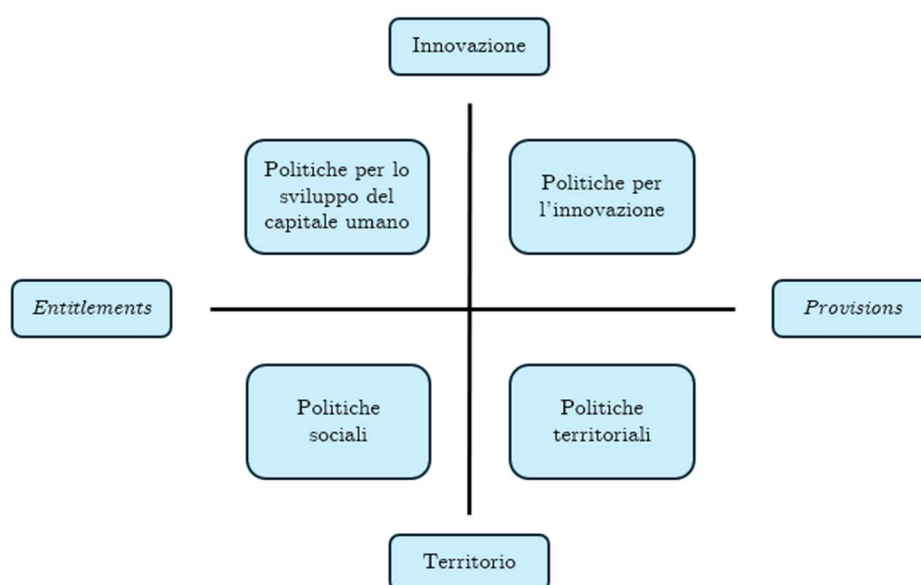 Innovazione
Politiche per lo
sviluppo del
capitale umano
Politiche per
l'innovazione
Entitlements
Provisions
Politiche
sociali
Politiche
territoriali
Territorio